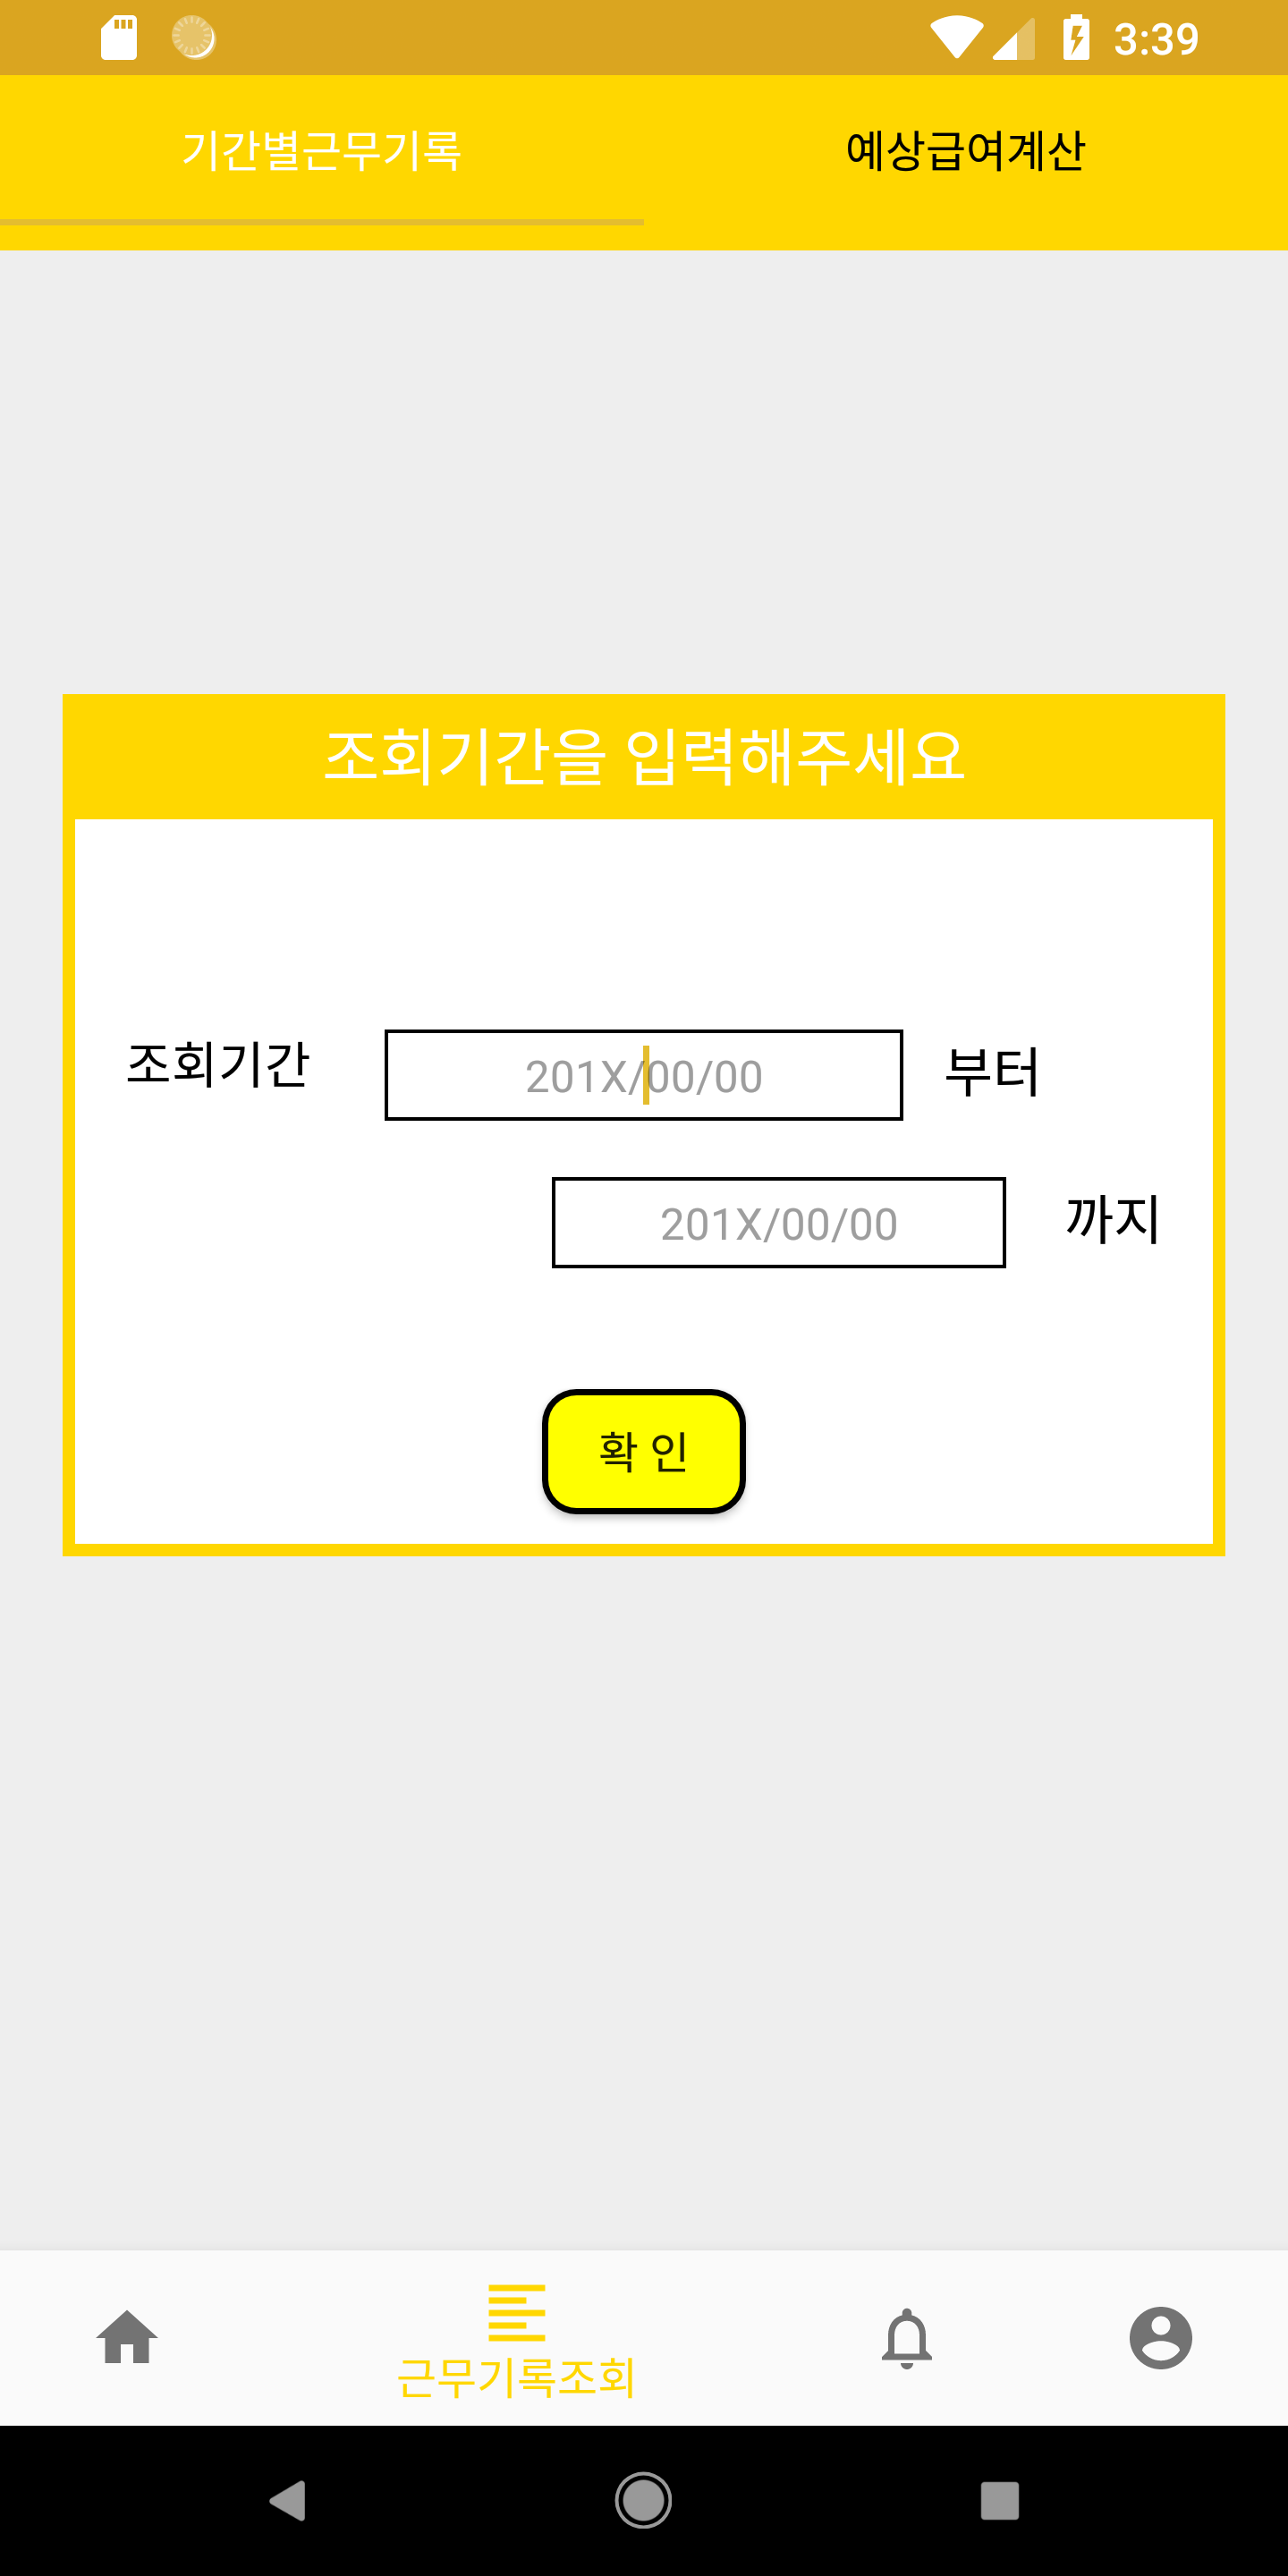 3:39
기간별근무기록 예상급여계산
조회기간을 입력해주세요
조회기간 201X/00/00 부터
201X/00/00 까지
확 인
근무기록조회